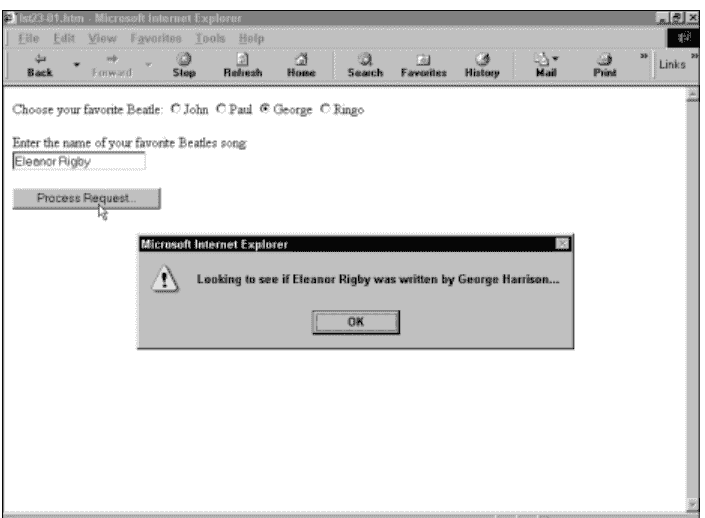 lst23-01.htm - Microsoft Internet Explorer
File Edit View Favorites Tools Help
Back Forward Stop Refresh Home Search Favorites History Mail Print » Links »
Choose your favorite Beatle: John Paul George Ringo
Enter the name of your favorite Beatles song:
Eleanor Rigby
Process Request...
Microsoft Internet Explorer
Looking to see if Eleanor Rigby was written by George Harrison...
OK